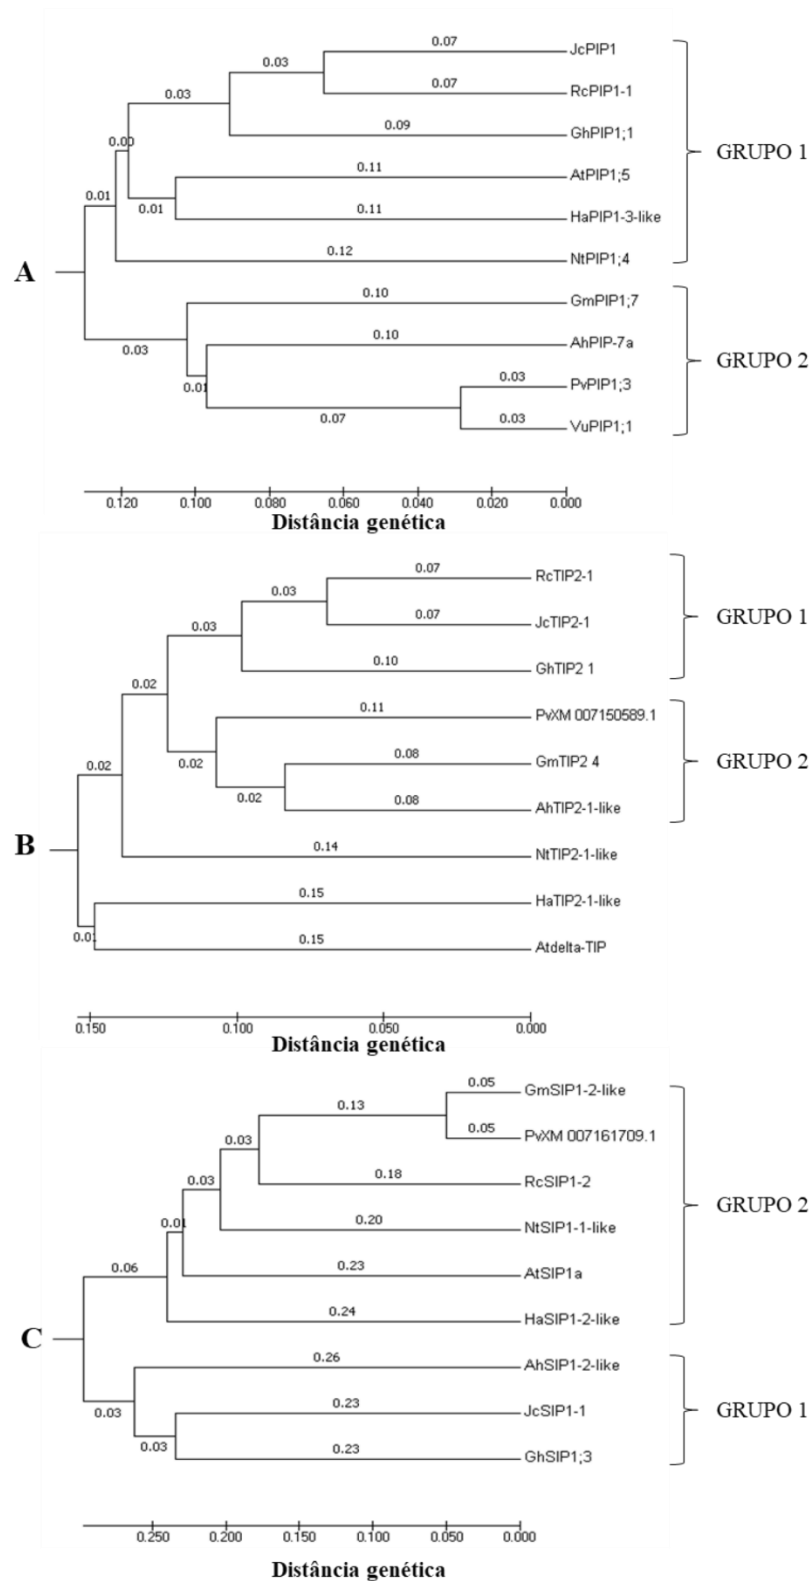 0.07
JcPIP1
0.03
0.07
RcPIP1-1
0.03
0.09
GhPIP1;1
0.00
GRUPO 1
0.11
AtPIP1;5
0.01
0.01
0.11
HaPIP1-3-like
0.12
NtPIP1;4
A
0.10
GmPIP1;7
0.03
0.10
AhPIP-7a
GRUPO 2
0.01
0.03
PvPIP1;3
0.07
0.03
VuPIP1;1
0.120 0.100 0.080 0.060 0.040 0.020 0.000
Distância genética
0.07
RcTIP2-1
0.03
0.07
JcTIP2-1
GRUPO 1
0.03
0.10
GhTIP2 1
0.02
0.11
PvXM 007150589.1
0.02
0.08
GmTIP2 4
GRUPO 2
0.02
0.02
0.08
AhTIP2-1-like
B
0.14
NtTIP2-1-like
0.15
HaTIP2-1-like
0.01
0.15
Atdelta-TIP
0.150 0.100 0.050 0.000
Distância genética
0.05
GmSIP1-2-like
0.13
0.05
PvXM 007161709.1
0.03
0.18
RcSIP1-2
0.03
GRUPO 2
0.20
NtSIP1-1-like
0.01
0.23
AtSIP1a
0.06
0.24
HaSIP1-2-like
C
0.26
AhSIP1-2-like
0.03
0.23
JcSIP1-1
GRUPO 1
0.03
0.23
GhSIP1;3
0.250 0.200 0.150 0.100 0.050 0.000
Distância genética